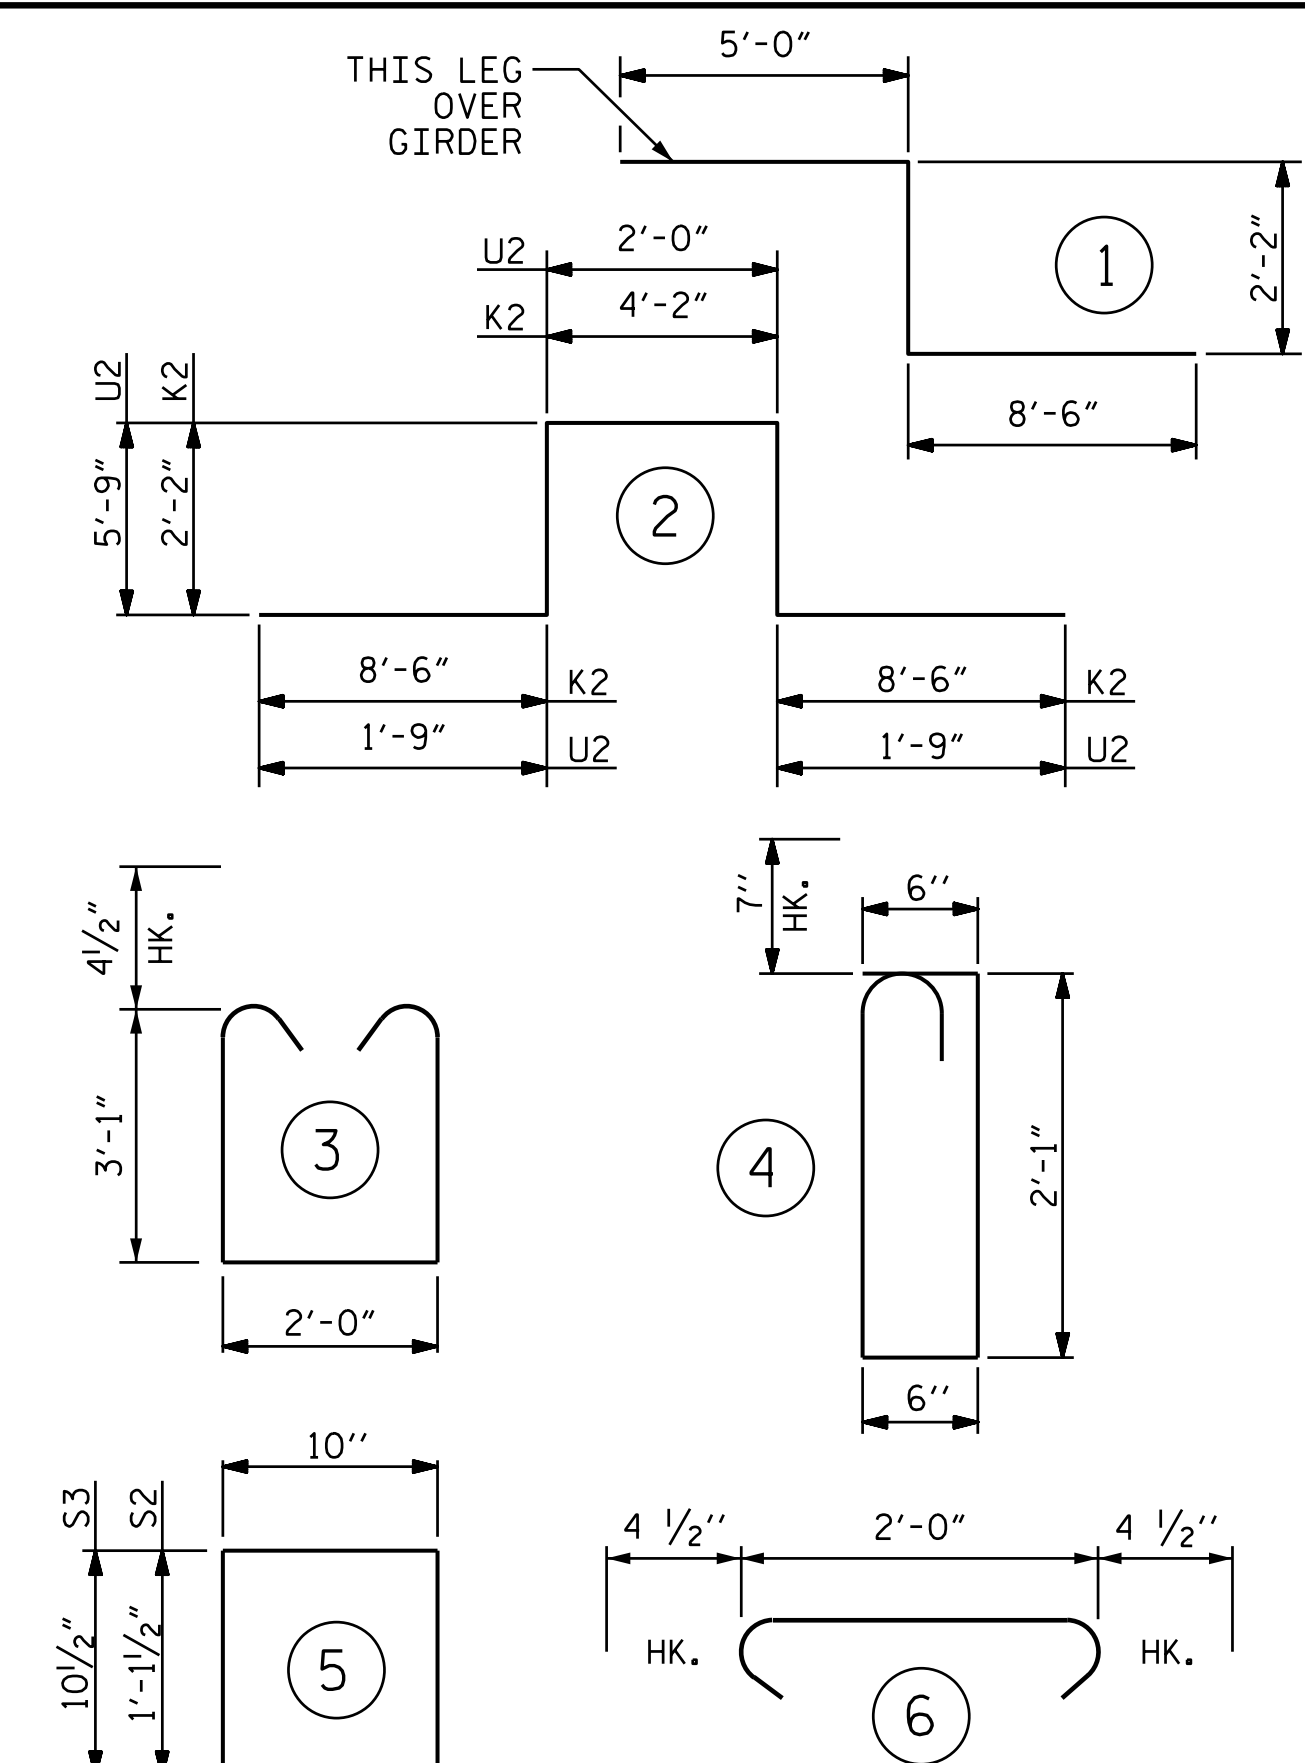 5'-0"
THIS LEG
OVER
GIRDER
1
2'-2"
8'-6"
U2 2'-0"
K2 4'-2"
U2 K2
5'-9" 2'-2"
2
8'-6" K2
1'-9" U2
8'-6" K2
1'-9" U2
4½"
HK.
3'-1"
3
2'-0"
7''
HK.
6''
4
2'-1"
6''
10''
S3 S2
10½" 1'-1½"
5
4 ½'' 2'-0" 4 ½''
HK. HK.
6